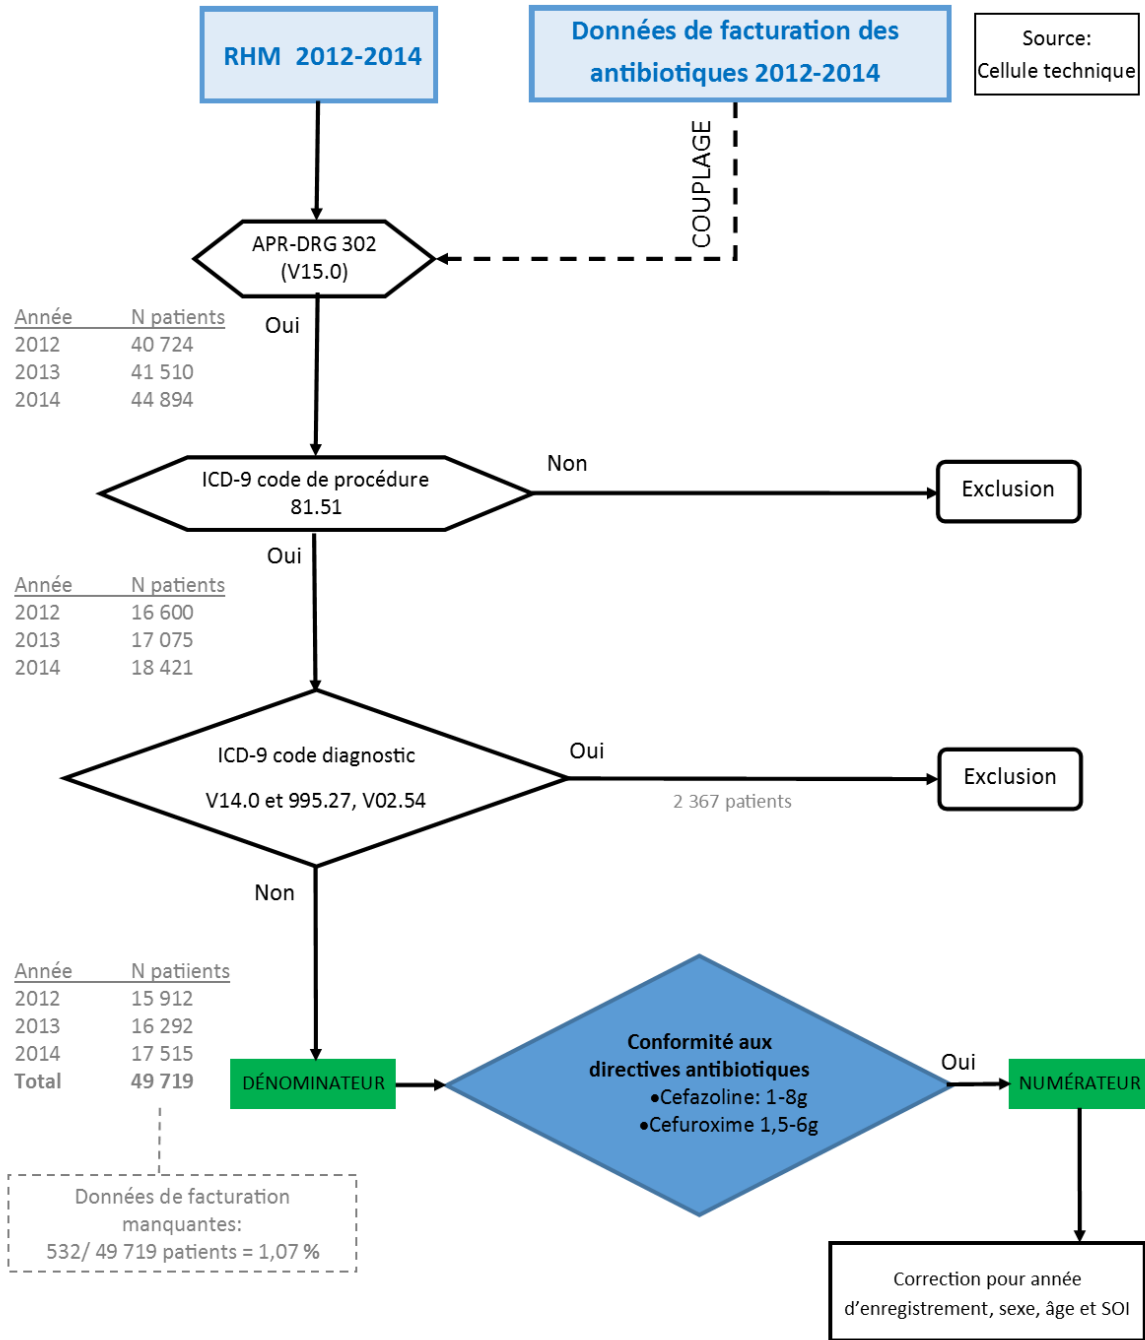 RHM 2012-2014
Données de facturation des
antibiotiques 2012-2014
Source:
Cellule technique
COUPLAGE
APR-DRG 302
(V15.0)
Oui
Année N patients
2012 40 724
2013 41 510
2014 44 894
ICD-9 code de procédure
81.51
Non
Exclusion
Oui
Année N patients
2012 16 600
2013 17 075
2014 18 421
ICD-9 code diagnostic
V14.0 et 995.27, V02.54
Oui
2 367 patients
Exclusion
Non
Année N patiients
2012 15 912
2013 16 292
2014 17 515
Total 49 719
DÉNOMINATEUR
Conformité aux
directives antibiotiques
•Cefazoline: 1-8g
•Cefuroxime 1,5-6g
Oui
NUMÉRATEUR
Données de facturation
manquantes:
532/ 49 719 patients = 1,07 %
Correction pour année
d’enregistrement, sexe, âge et SOI